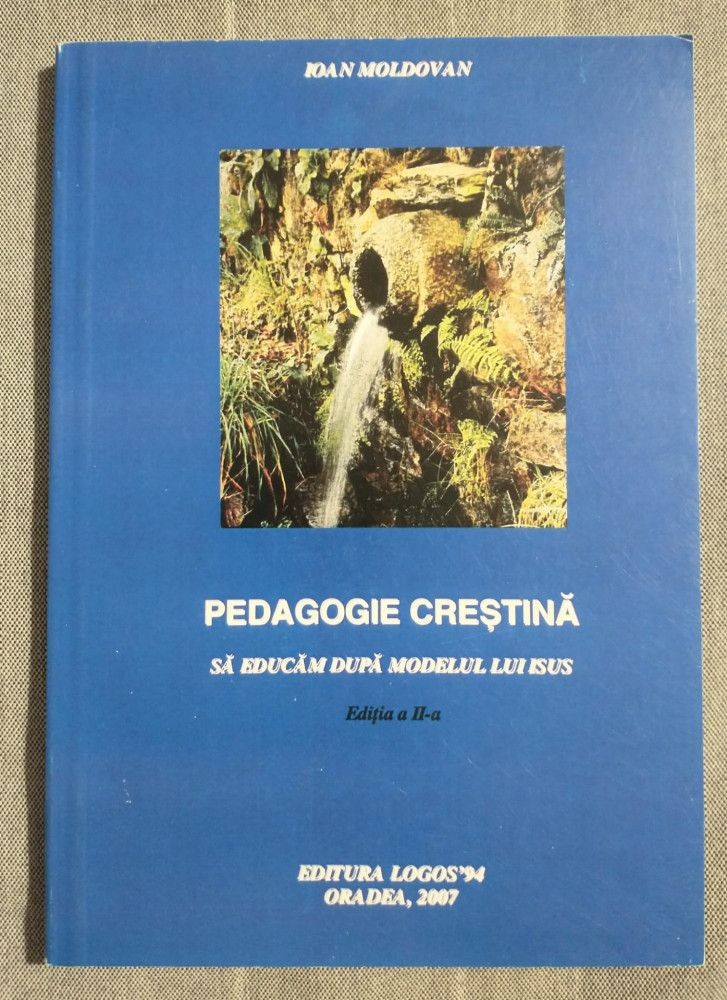 IOAN MOLDOVAN
PEDAGOGIE CREȘTINĂ
SĂ EDUCĂM DUPĂ MODELUL LUI ISUS
Ediția a II-a
EDITURA LOGOS'94
ORADEA, 2007